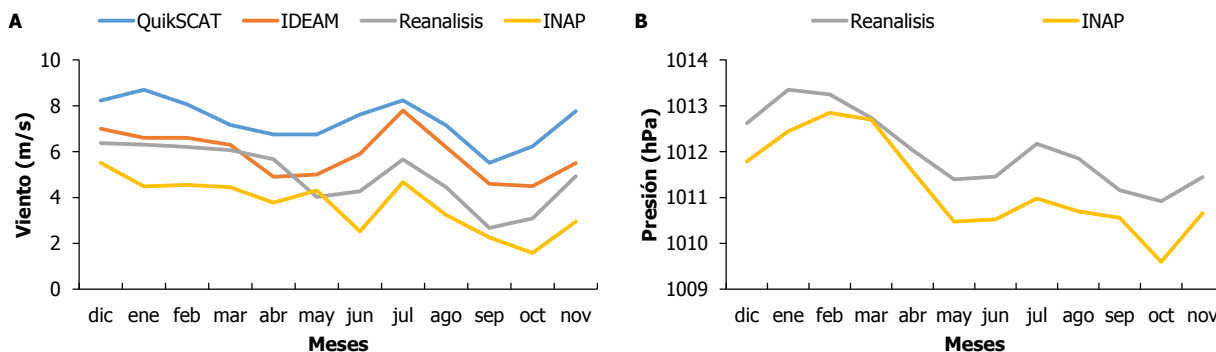 A QuikSCAT IDEAM Reanalisis INAP
10
8
6
4
2
0
Viento (m/s)
dic ene feb mar abr may jun jul ago sep oct nov
Meses
B Reanalisis INAP
1014
1013
1012
1011
1010
1009
Presión (hPa)
dic ene feb mar abr may jun jul ago sep oct nov
Meses